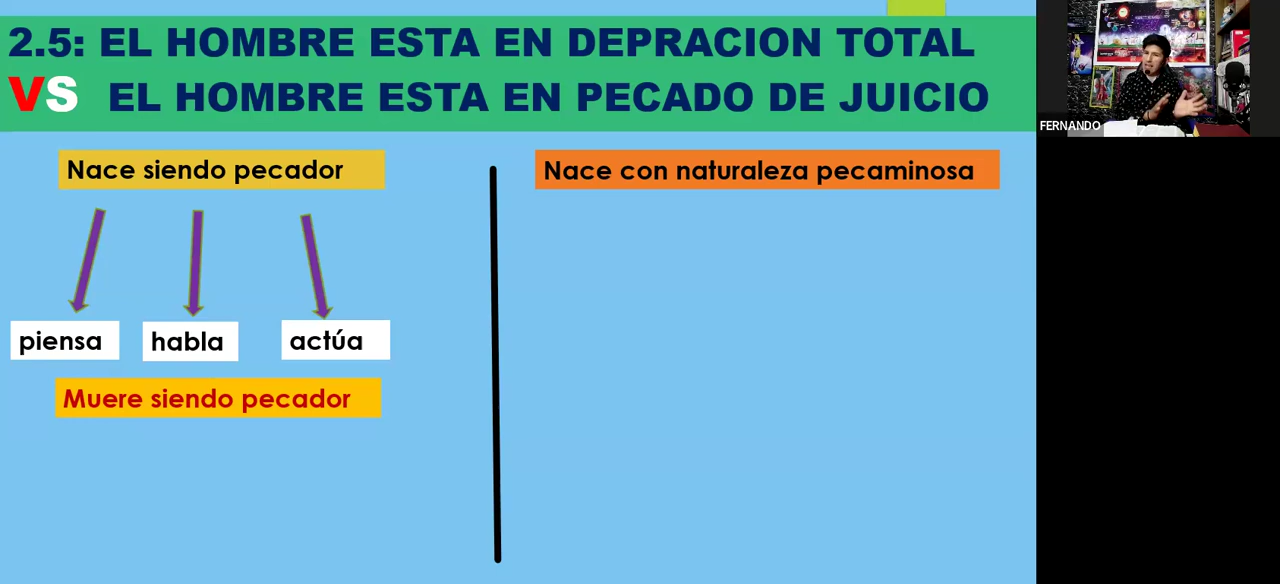 2.5: EL HOMBRE ESTA EN DEPRACION TOTAL
VS EL HOMBRE ESTA EN PECADO DE JUICIO
Nace siendo pecador
Nace con naturaleza pecaminosa
piensa
habla
actúa
Muere siendo pecador
FERNANDO